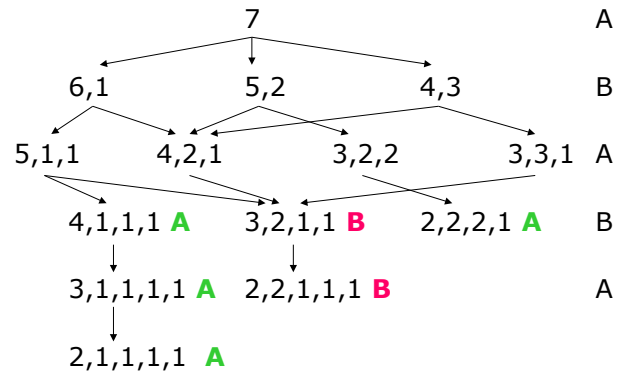 7 A
6,1 5,2 4,3 B
5,1,1 4,2,1 3,2,2 3,3,1 A
4,1,1,1 A 3,2,1,1 B 2,2,2,1 A B
3,1,1,1,1 A 2,2,1,1,1 B A
2,1,1,1,1 A